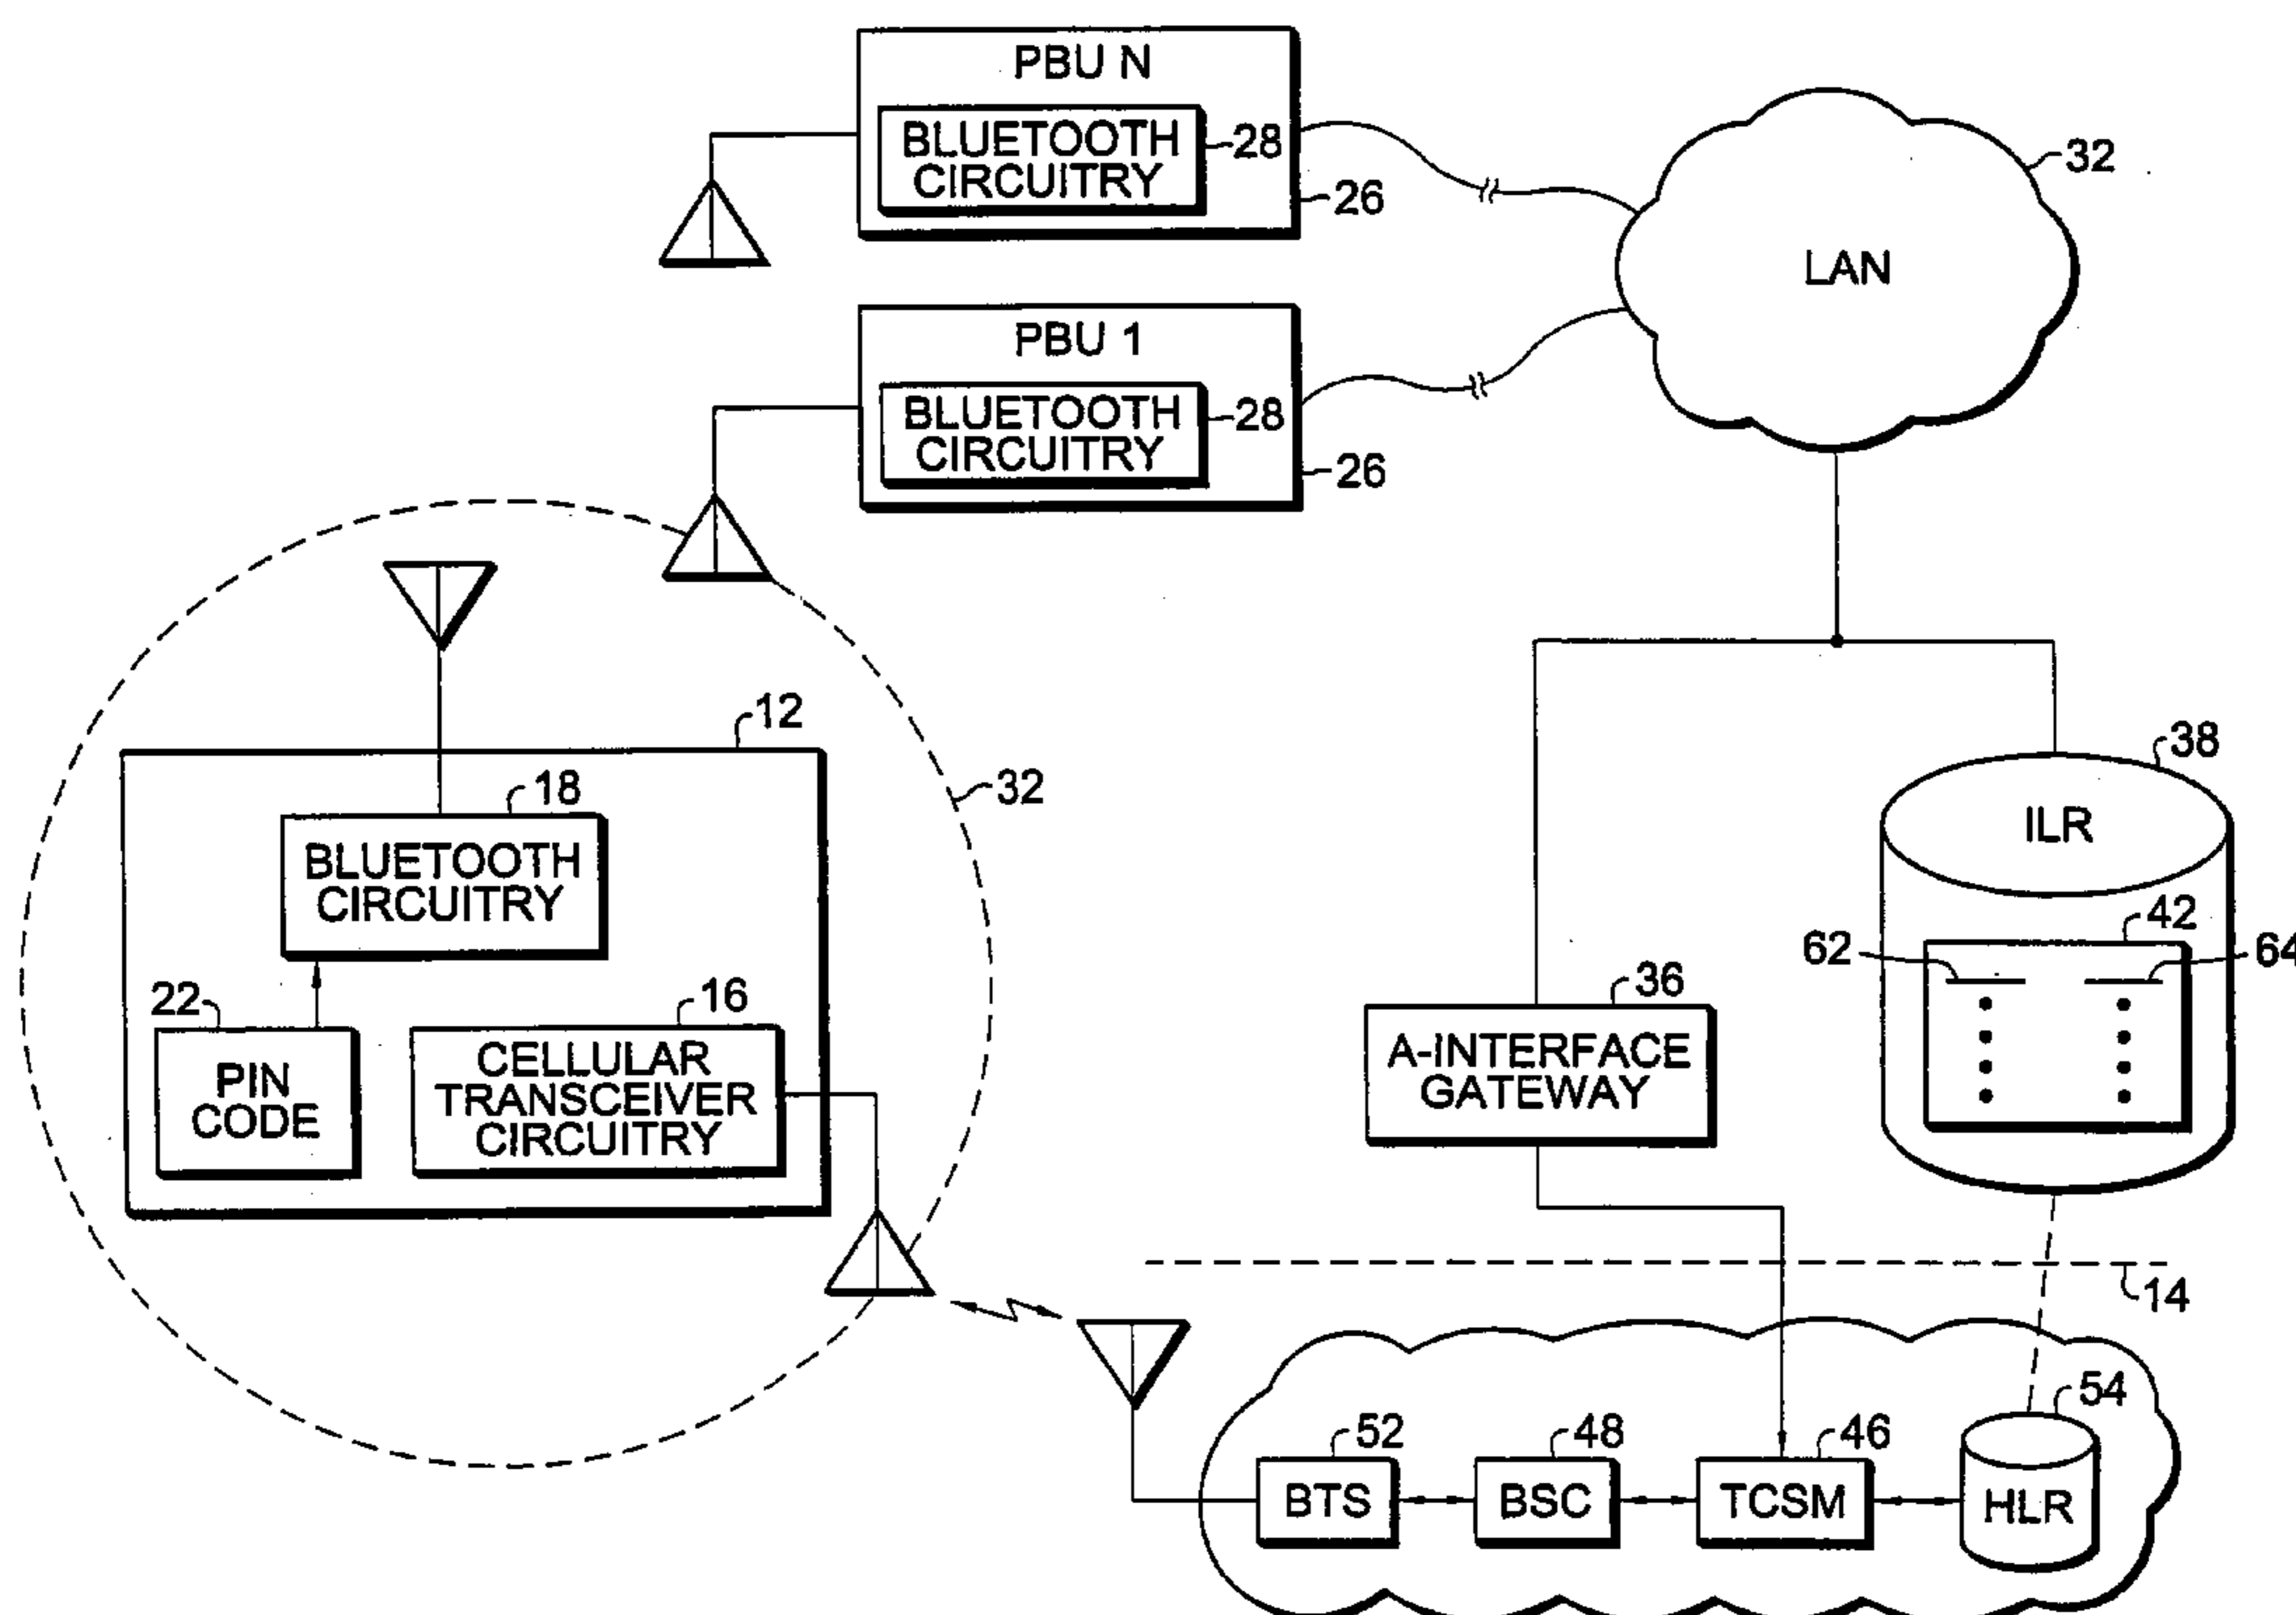 PBU N
BLUETOOTH
CIRCUITRY
28
26
32
LAN
PBU 1
BLUETOOTH
CIRCUITRY
28
26
12
32
18
BLUETOOTH
CIRCUITRY
22
PIN
CODE
16
CELLULAR
TRANSCEIVER
CIRCUITRY
38
ILR
42
62
64
36
A-INTERFACE
GATEWAY
14
52
BTS
48
BSC
46
TCSM
54
HLR